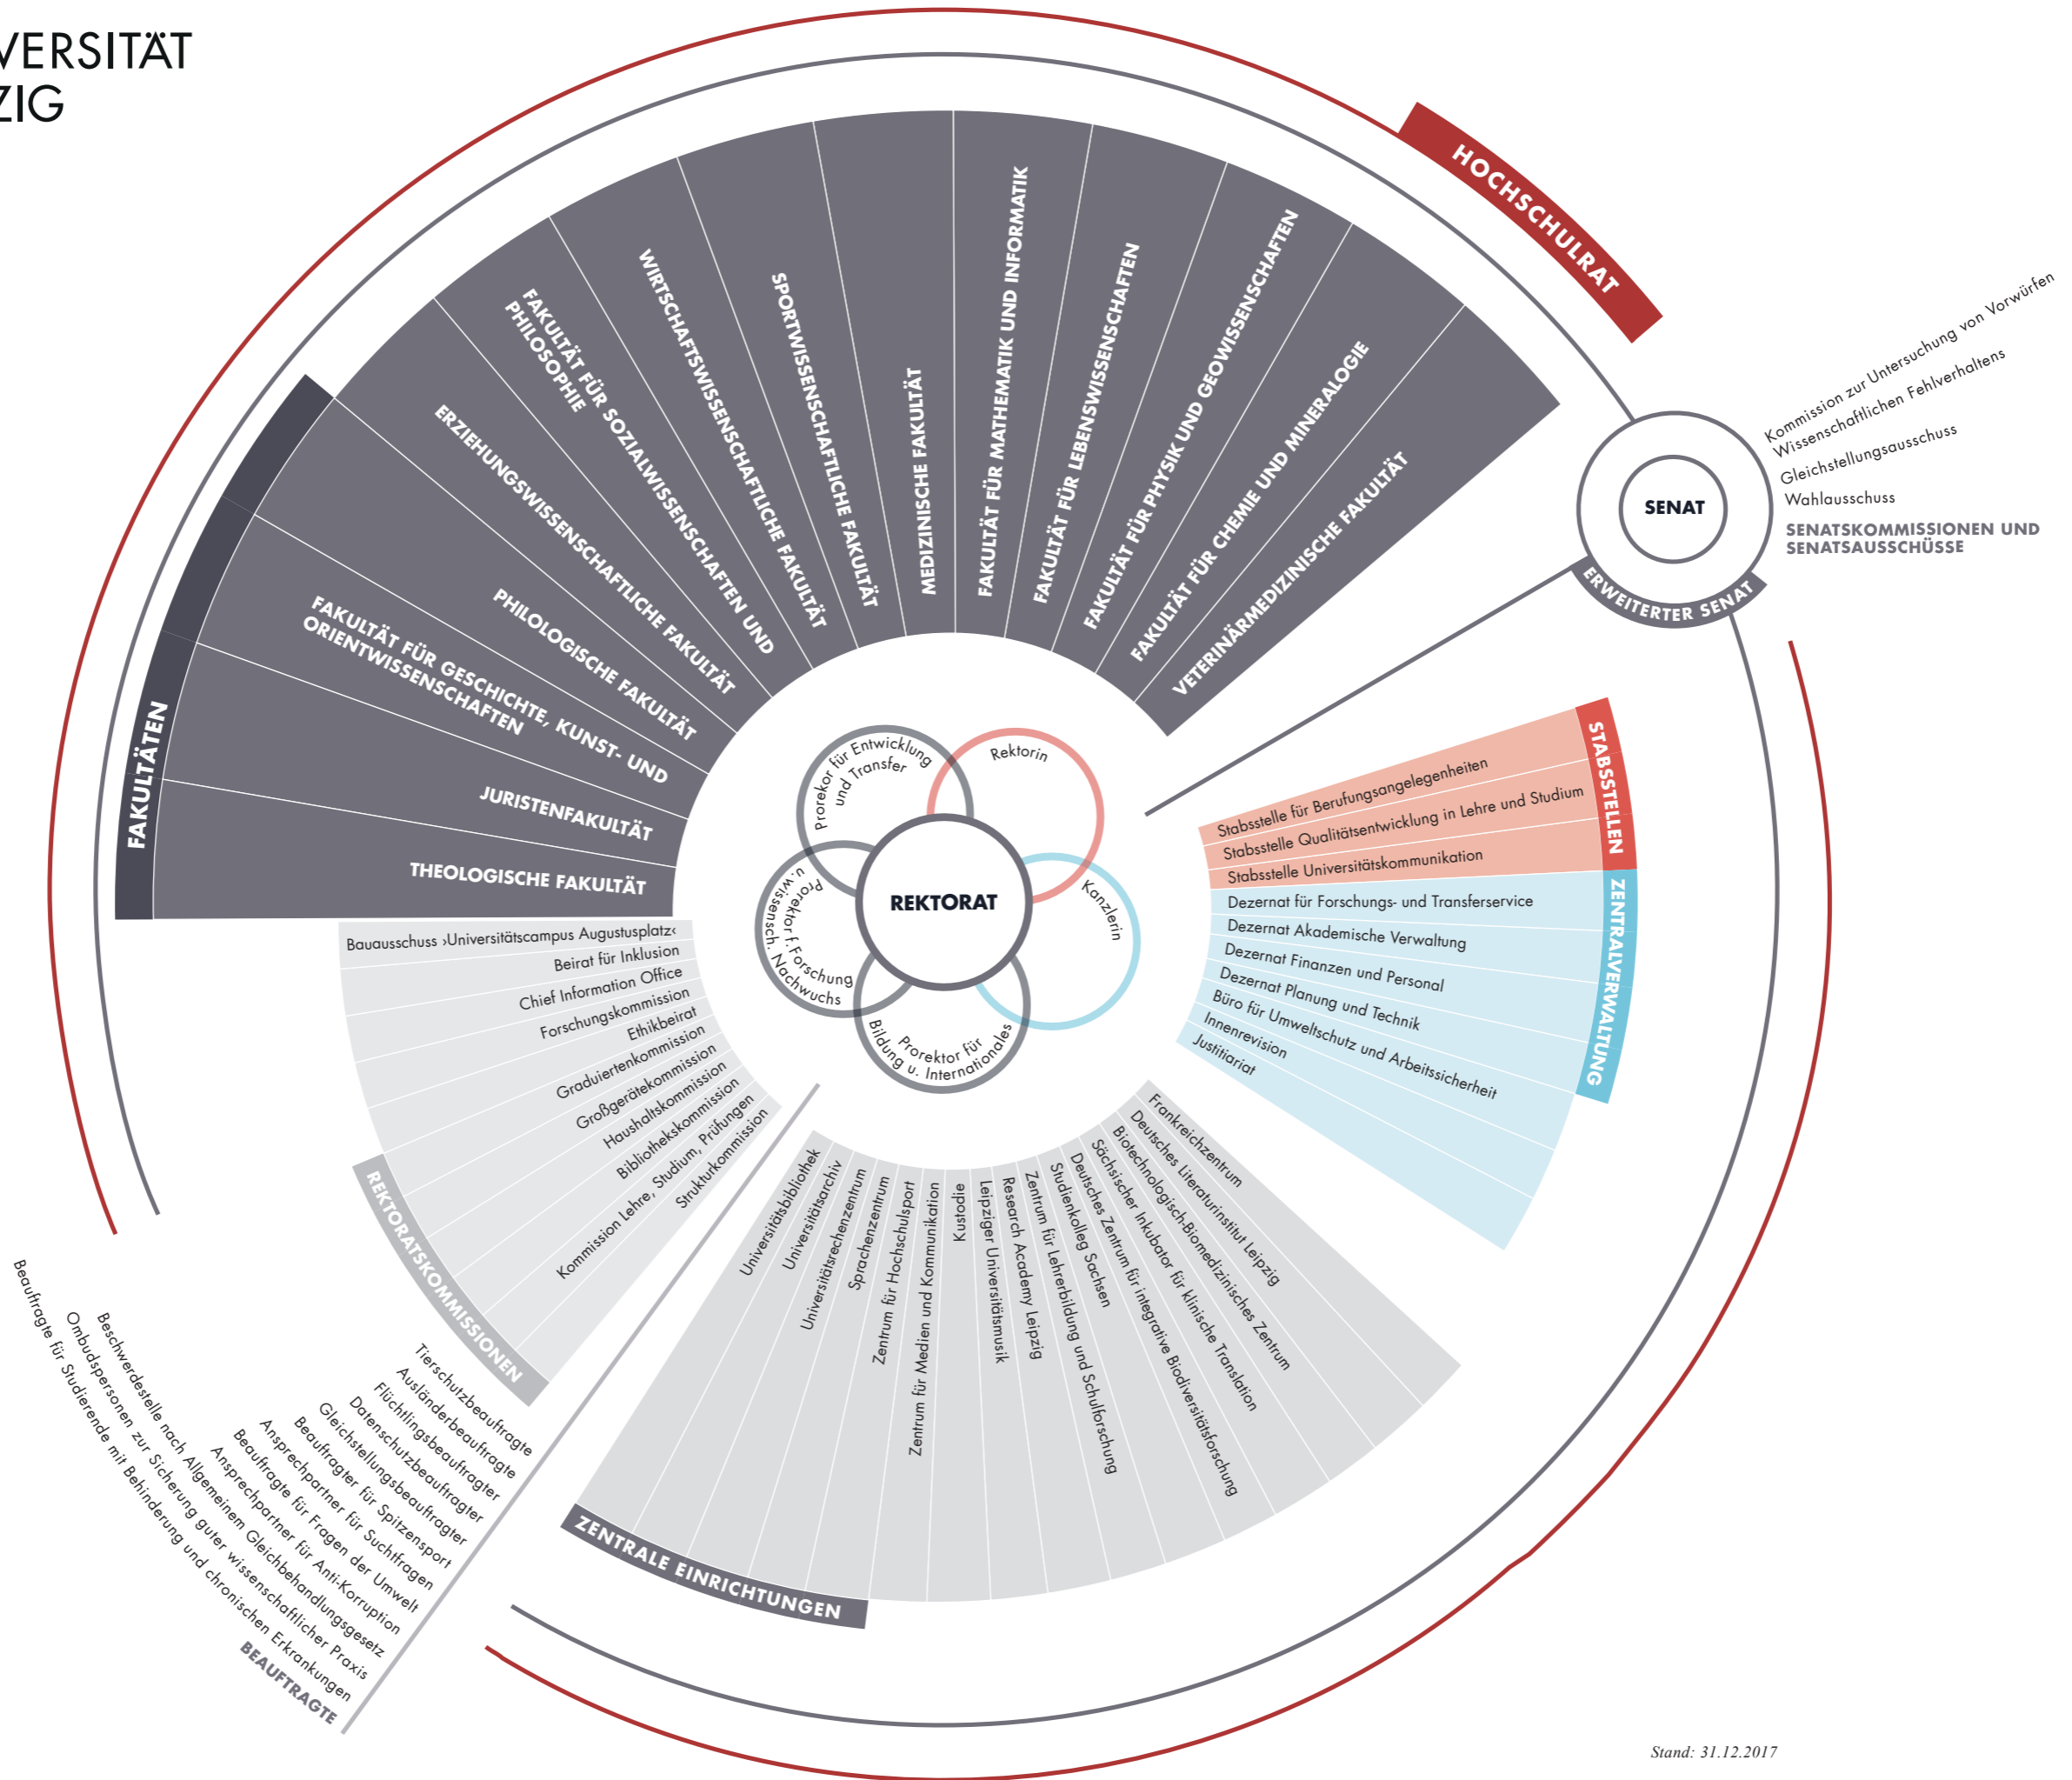 VERSITÄT
ZIG
HOCHSCHULRAT
Kommission zur Untersuchung von Vorwürfen
Wissenschaftlichen Fehlverhaltens
Gleichstellungsausschuss
Wahlausschuss
SENATSKOMMISSIONEN UND
SENATSAUSSCHÜSSE
SENAT
ERWEITERTER SENAT
FAKULTÄTEN
THEOLOGISCHE FAKULTÄT
JURISTENFAKULTÄT
FAKULTÄT FÜR GESCHICHTE, KUNST- UND
ORIENTWISSENSCHAFTEN
PHILOLOGISCHE FAKULTÄT
ERZIEHUNGSWISSENSCHAFTLICHE FAKULTÄT
FAKULTÄT FÜR SOZIALWISSENSCHAFTEN UND
PHILOSOPHIE
WIRTSCHAFTSWISSENSCHAFTLICHE FAKULTÄT
SPORTWISSENSCHAFTLICHE FAKULTÄT
MEDIZINISCHE FAKULTÄT
FAKULTÄT FÜR MATHEMATIK UND INFORMATIK
FAKULTÄT FÜR LEBENSWISSENSCHAFTEN
FAKULTÄT FÜR PHYSIK UND GEOWISSENSCHAFTEN
FAKULTÄT FÜR CHEMIE UND MINERALOGIE
VETERINÄRMEDIZINISCHE FAKULTÄT
REKTORAT
Prorekor für Entwicklung
und Transfer
Rektorin
Kanzlerin
Prorektor für
Bildung u. Internationales
Prorektor f. Forschung
u. wissensch. Nachwuchs
STABSSTELLEN
Stabsstelle für Berufungsangelegenheiten
Stabsstelle Qualitätsentwicklung in Lehre und Studium
Stabsstelle Universitätskommunikation
ZENTRALVERWALTUNG
Dezernat für Forschungs- und Transferservice
Dezernat Akademische Verwaltung
Dezernat Finanzen und Personal
Dezernat Planung und Technik
Büro für Umweltschutz und Arbeitssicherheit
Innenrevision
Justitiariat
Frankreichzentrum
Deutsches Literaturinstitut Leipzig
Biotechnologisch-Biomedizinisches Zentrum
Sächsischer Inkubator für klinische Translation
Deutsches Zentrum für integrative Biodiversitätsforschung
Studienkolleg Sachsen
Zentrum für Lehrerbildung und Schulforschung
Research Academy Leipzig
Leipziger Universitätsmusik
Kustodie
Zentrum für Medien und Kommunikation
Zentrum für Hochschulsport
Sprachenzentrum
Universitätsrechenzentrum
Universitätsarchiv
Universitätsbibliothek
ZENTRALE EINRICHTUNGEN
Bauausschuss ›Universitätscampus Augustusplatz‹
Beirat für Inklusion
Chief Information Office
Forschungskommission
Ethikbeirat
Graduiertenkommission
Großgerätekommission
Haushaltskommission
Bibliothekskommission
Kommission Lehre, Studium, Prüfungen
Strukturkommission
REKTORATSKOMMISSIONEN
Tierschutzbeauftragte
Ausländerbeauftragte
Flüchtlingsbeauftragter
Datenschutzbeauftragter
Gleichstellungsbeauftragter
Beauftragter für Spitzensport
Ansprechpartner für Suchtfragen
Beauftragte für Fragen der Umwelt
Ansprechpartner für Anti-Korruption
Beschwerdestelle nach Allgemeinem Gleichbehandlungsgesetz
Ombudspersonen zur Sicherung guter wissenschaftlicher Praxis
Beauftragte für Studierende mit Behinderung und chronischen Erkrankungen
BEAUFTRAGTE
Stand: 31.12.2017